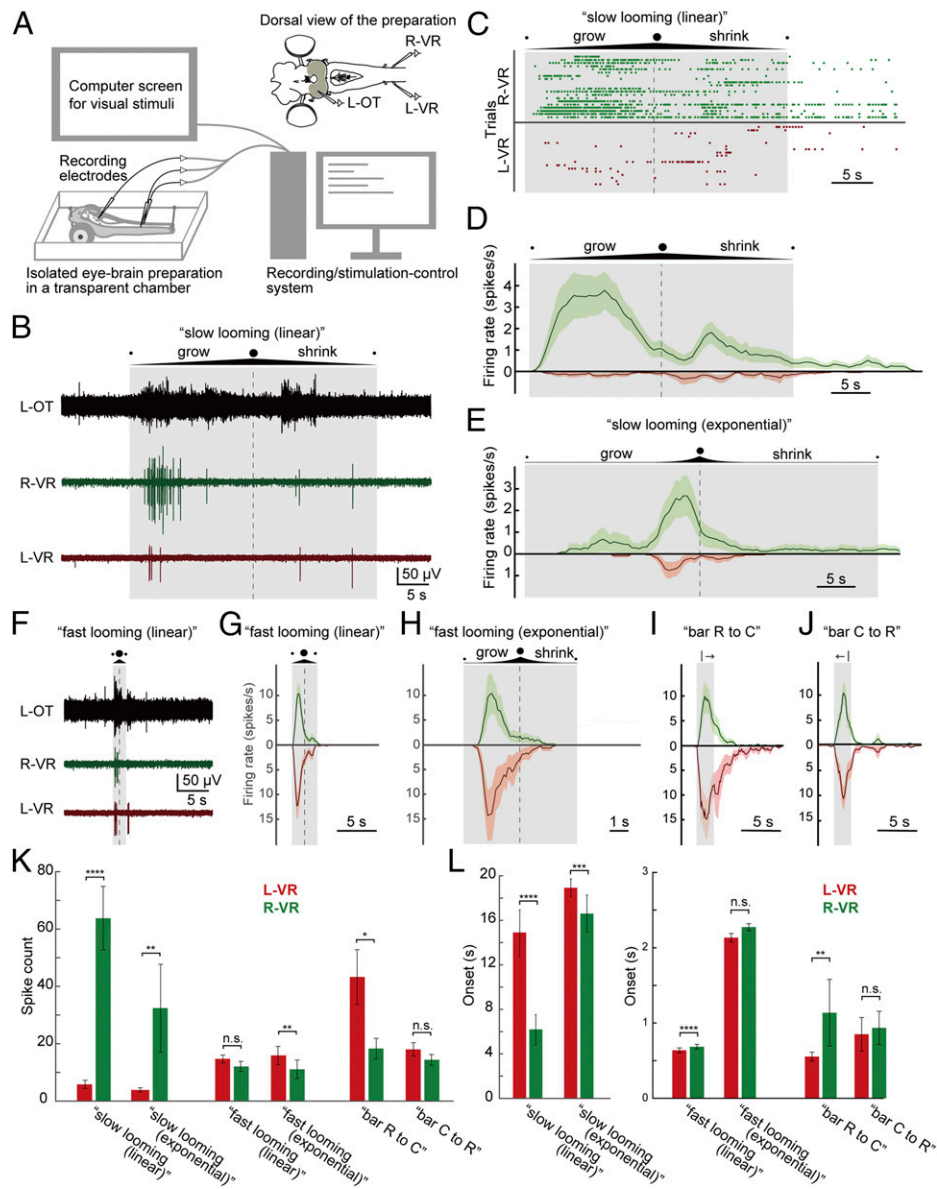 A
Computer screen
for visual stimuli
Recording
electrodes
Isolated eye-brain preparation
in a transparent chamber
Recording/stimulation-control
system
Dorsal view of the preparation
R-VR
L-OT
L-VR
B
“slow looming (linear)”
grow
shrink
L-OT
R-VR
L-VR
50 µV
5 s
C
“slow looming (linear)”
grow
shrink
Trials
R-VR
L-VR
5 s
D
grow
shrink
Firing rate (spikes/s)
4
3
2
1
0
1
5 s
E
“slow looming (exponential)”
grow
shrink
Firing rate (spikes/s)
3
2
1
0
1
5 s
F
“fast looming (linear)”
L-OT
R-VR
L-VR
50 µV
5 s
G
“fast looming (linear)”
Firing rate (spikes/s)
10
5
0
5
10
15
5 s
H
“fast looming (exponential)”
grow
shrink
10
5
0
5
10
15
1 s
I
“bar R to C”
|→
10
5
0
5
10
15
5 s
J
“bar C to R”
←|
10
5
0
5
10
15
5 s
K
Spike count
80
60
40
20
0
L-VR
R-VR
****
**
n.s.
**
*
n.s.
“slow looming
(linear)”
“slow looming
(exponential)”
“fast looming
(linear)”
“fast looming
(exponential)”
“bar R to C”
“bar C to R”
L
Onset (s)
20
16
12
8
4
0
****
***
“slow looming
(linear)”
“slow looming
(exponential)”
Onset (s)
3
2
1
0
L-VR
R-VR
****
n.s.
**
n.s.
“fast looming
(linear)”
“fast looming
(exponential)”
“bar R to C”
“bar C to R”